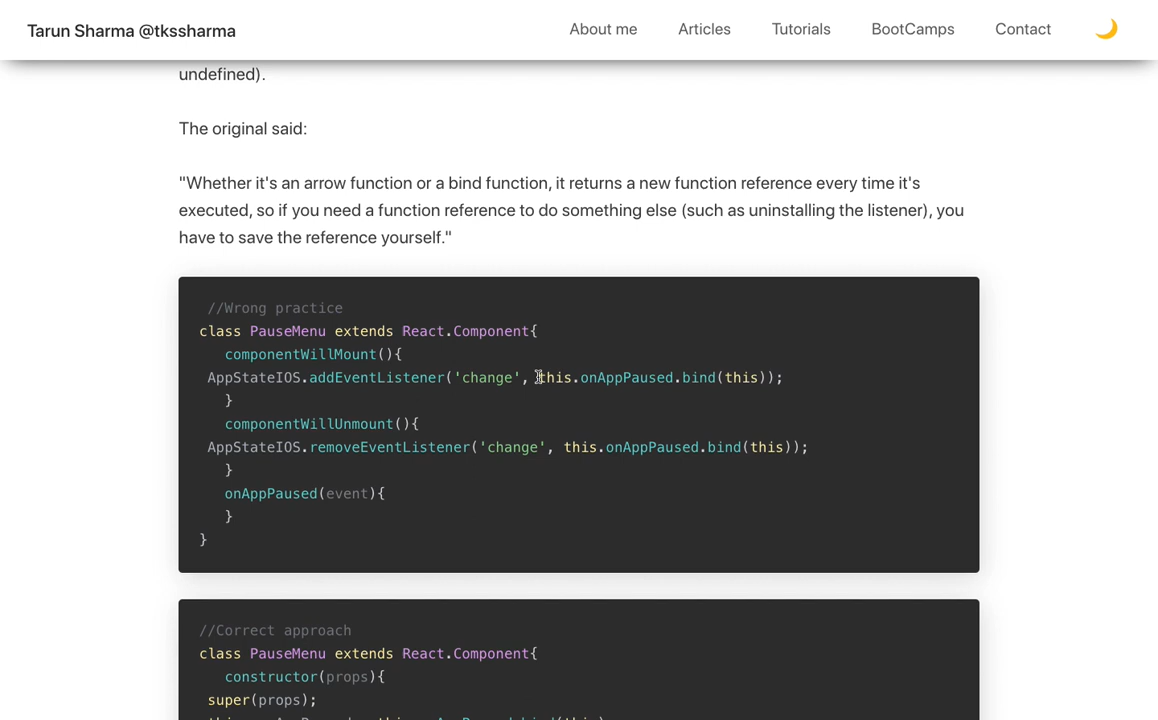 Tarun Sharma @tkssharma
About me
Articles
Tutorials
BootCamps
Contact
undefined).
The original said:
"Whether it's an arrow function or a bind function, it returns a new function reference every time it's
executed, so if you need a function reference to do something else (such as uninstalling the listener), you
have to save the reference yourself."
//Wrong practice
class PauseMenu extends React.Component{
componentWillMount(){
AppStateIOS.addEventListener('change', this.onAppPaused.bind(this));
}
componentWillUnmount(){
AppStateIOS.removeEventListener('change', this.onAppPaused.bind(this));
}
onAppPaused(event){
}
}
//Correct approach
class PauseMenu extends React.Component{
constructor(props){
super(props);